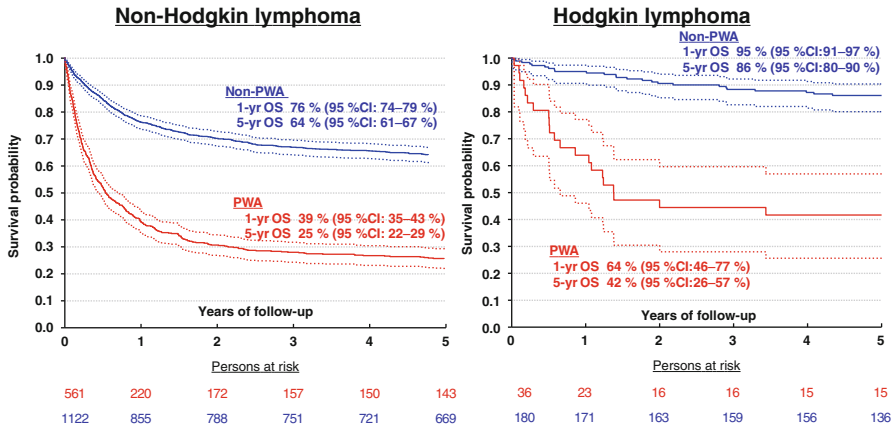 Non-Hodgkin lymphoma
Survival probability
1.0
0.9
0.8
0.7
0.6
0.5
0.4
0.3
0.2
0.1
0.0
Non-PWA
1-yr OS 76 % (95 %CI: 74–79 %)
5-yr OS 64 % (95 %CI: 61–67 %)
PWA
1-yr OS 39 % (95 %CI: 35–43 %)
5-yr OS 25 % (95 %CI: 22–29 %)
Years of follow-up
0 1 2 3 4 5
Persons at risk
561 220 172 157 150 143
1122 855 788 751 721 669
Hodgkin lymphoma
Survival probability
1.0
0.9
0.8
0.7
0.6
0.5
0.4
0.3
0.2
0.1
0.0
Non-PWA
1-yr OS 95 % (95 %CI:91–97 %)
5-yr OS 86 % (95 %CI:80–90 %)
PWA
1-yr OS 64 % (95 %CI:46–77 %)
5-yr OS 42 % (95 %CI:26–57 %)
Years of follow-up
0 1 2 3 4 5
Persons at risk
36 23 16 16 15 15
180 171 163 159 156 136